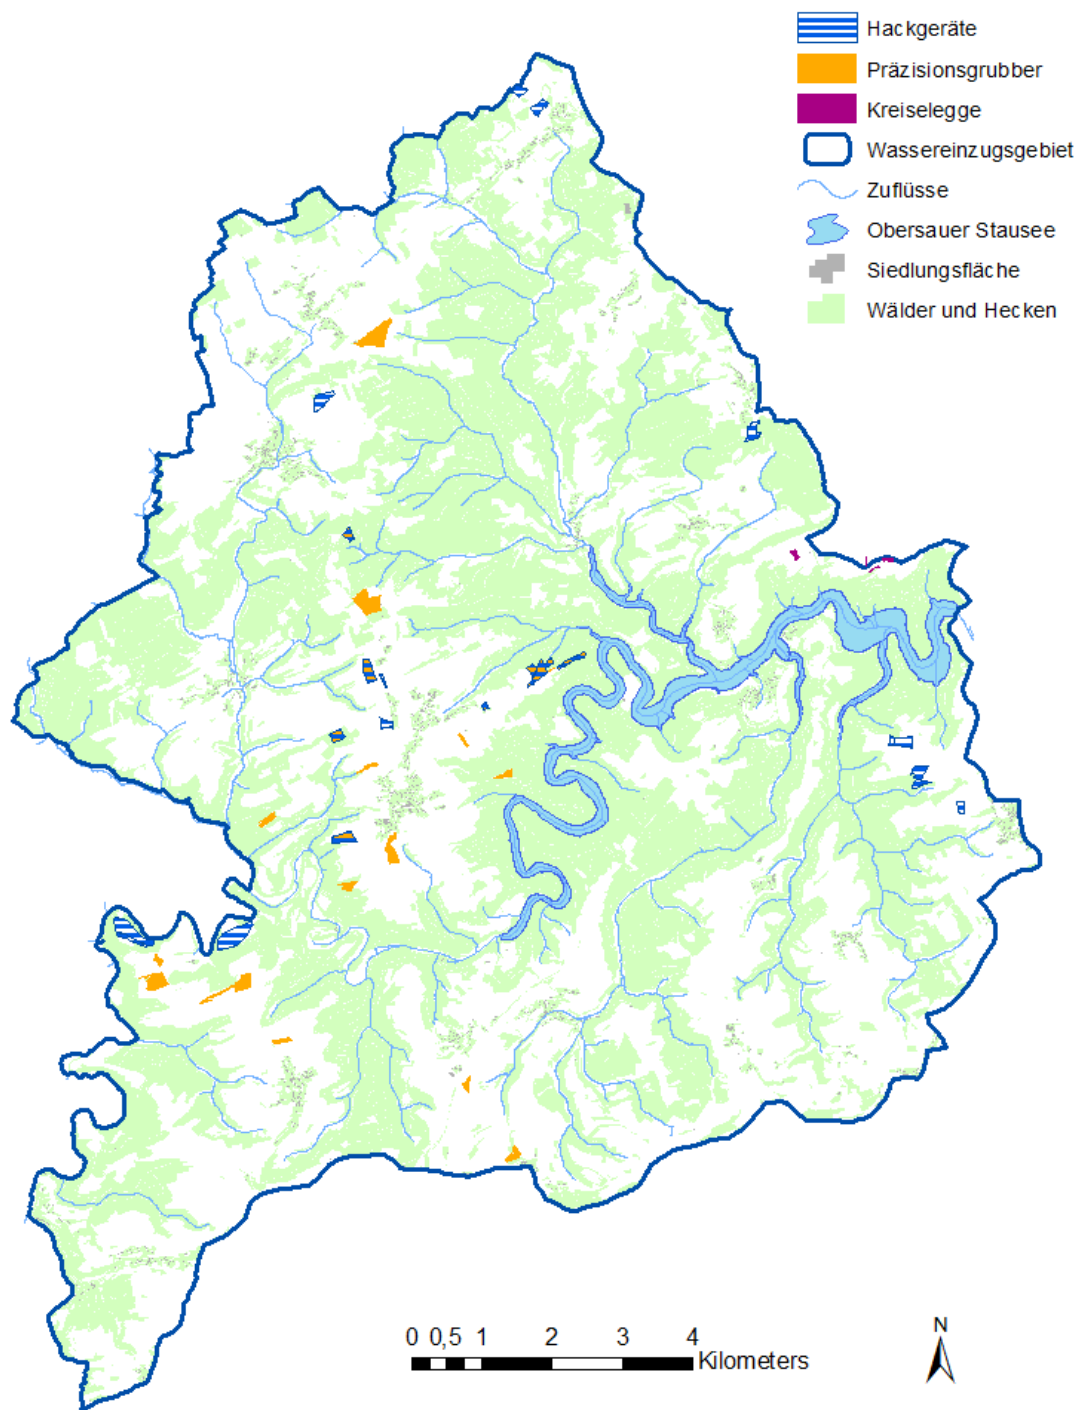 Hackgeräte
Präzisionsgrubber
Kreiselegge
Wassereinzugsgebiet
Zuflüsse
Obersauer Stausee
Siedlungsfläche
Wälder und Hecken
0 0,5 1 2 3 4
Kilometers
N